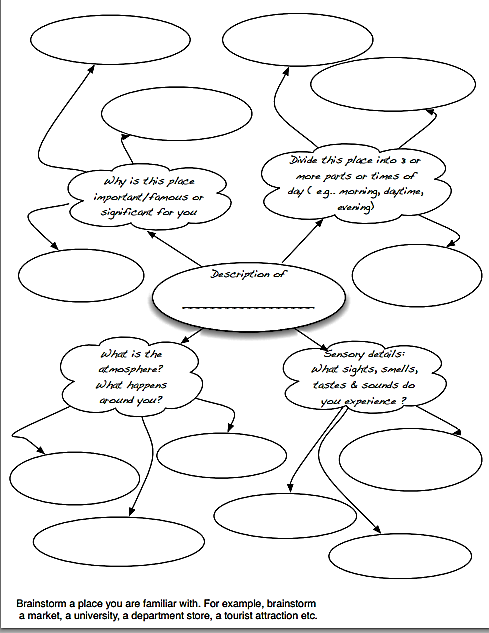 Why is this place
important/famous or
significant for you
Divide this place into 3 or
more parts or times of
day ( e.g.. morning, daytime,
evening)
Description of
What is the
atmosphere?
What happens
around you?
Sensory details:
What sights, smells,
tastes & sounds do
you experience ?
Brainstorm a place you are familiar with. For example, brainstorm
a market, a university, a department store, a tourist attraction etc.